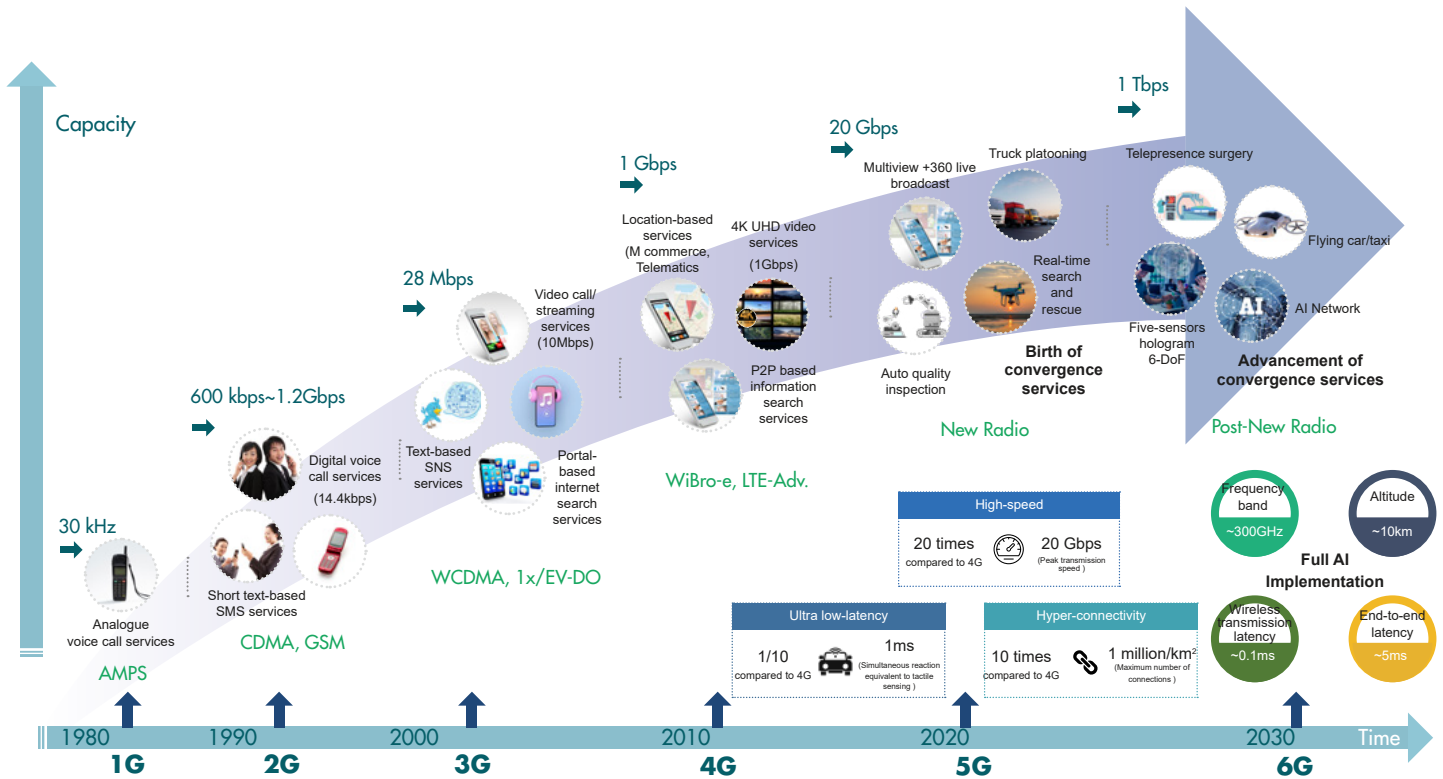 Capacity
30 kHz
Analogue
voice call services
AMPS
600 kbps~1.2Gbps
Digital voice
call services
(14.4kbps)
Short text-based
SMS services
CDMA, GSM
28 Mbps
Video call/
streaming
services
(10Mbps)
Text-based
SNS
services
Portal-
based
internet
search
services
WCDMA, 1x/EV-DO
1 Gbps
Location-based
services
(M commerce,
Telematics
4K UHD video
services
(1Gbps)
4K
P2P based
information
search
services
WiBro-e, LTE-Adv.
20 Gbps
Multiview +360 live
broadcast
Truck platooning
Real-time
search
and
rescue
Auto quality
inspection
Birth of
convergence
services
New Radio
1 Tbps
Telepresence surgery
Flying car/taxi
AI
AI Network
Five-sensors
hologram
6-DoF
Advancement of
convergence services
Post-New Radio
High-speed
20 times
compared to 4G
20 Gbps
(Peak transmission
speed )
Ultra low-latency
1/10
compared to 4G
1ms
(Simultaneous reaction
equivalent to tactile
sensing )
Hyper-connectivity
10 times
compared to 4G
1 million/km²
(Maximum number of
connections )
Frequency
band
~300GHz
Altitude
~10km
Full AI
Implementation
Wireless
transmission
latency
~0.1ms
End-to-end
latency
~5ms
1980
1990
2000
2010
2020
2030
Time
1G
2G
3G
4G
5G
6G